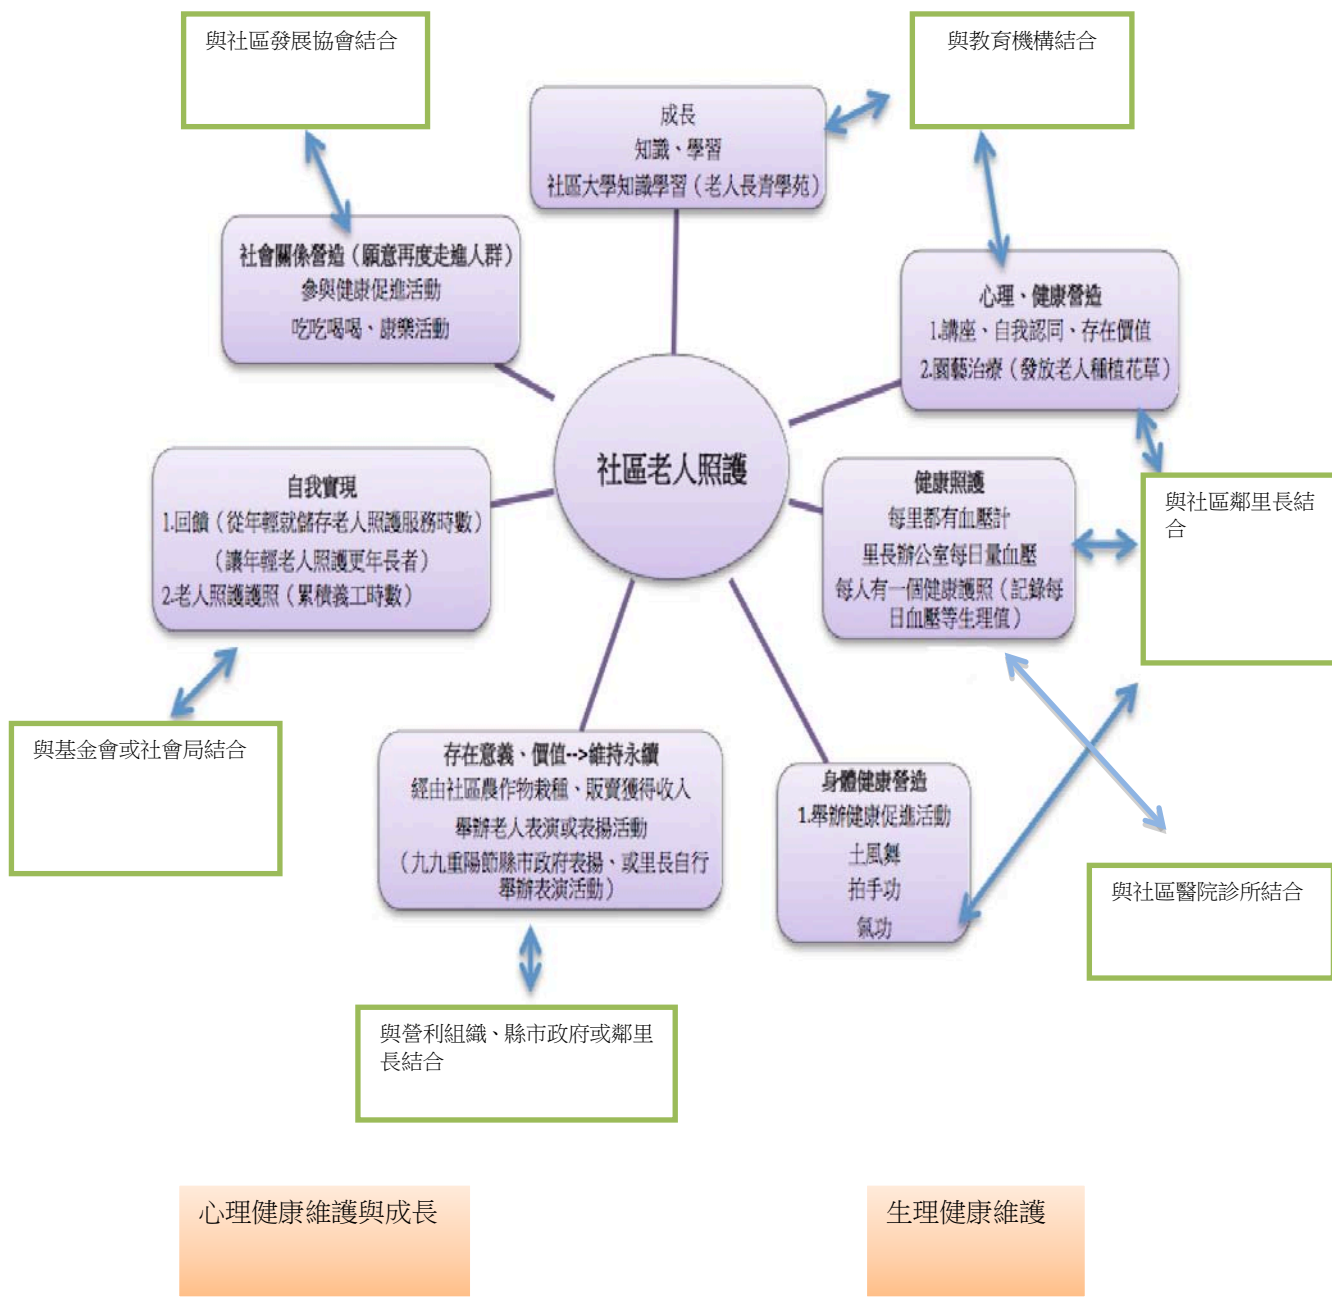 與社區發展協會結合
與教育機構結合
成長
知識、學習
社區大學知識學習（老人長青學苑）
社會關係營造（願意再度走進人群）
參與健康促進活動
吃吃喝喝、康樂活動
心理、健康營造
1.講座、自我認同、存在價值
2.園藝治療（發放老人種植花草）
社區老人照護
自我實現
1.回饋（從年輕就儲存老人照護服務時數）
（讓年輕老人照護更年長者）
2.老人照護護照（累積義工時數）
健康照護
每里都有血壓計
里長辦公室每日量血壓
每人有一個健康護照（記錄每
日血壓等生理值）
與社區鄰里長結
合
與基金會或社會局結合
存在意義、價值-->維持永續
經由社區農作物栽種、販賣獲得收入
舉辦老人表演或表揚活動
（九九重陽節縣市政府表揚、或里長自行
舉辦表演活動）
身體健康營造
1.舉辦健康促進活動
土風舞
拍手功
氣功
與社區醫院診所結合
與營利組織、縣市政府或鄰里
長結合
心理健康維護與成長
生理健康維護